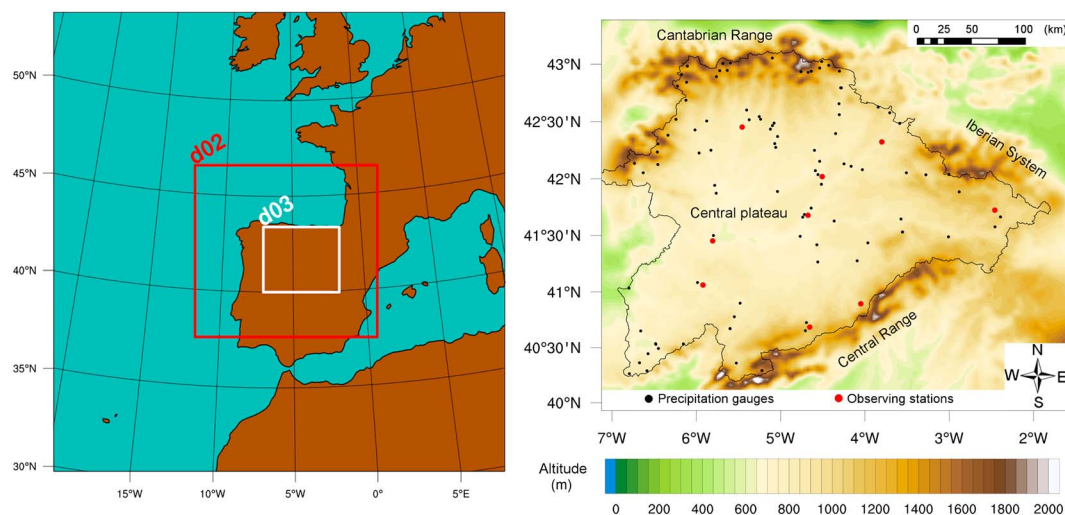 50°N
45°N
40°N
35°N
30°N
15°W
10°W
5°W
0°
5°E
d02
d03
Cantabrian Range
0 25 50 100 (km)
43°N
42°30'N
42°N
41°30'N
41°N
40°30'N
40°N
Iberian System
Central plateau
Central Range
N
W E
S
Precipitation gauges
Observing stations
7°W
6°W
5°W
4°W
3°W
2°W
Altitude
(m)
0 200 400 600 800 1000 1200 1400 1600 1800 2000